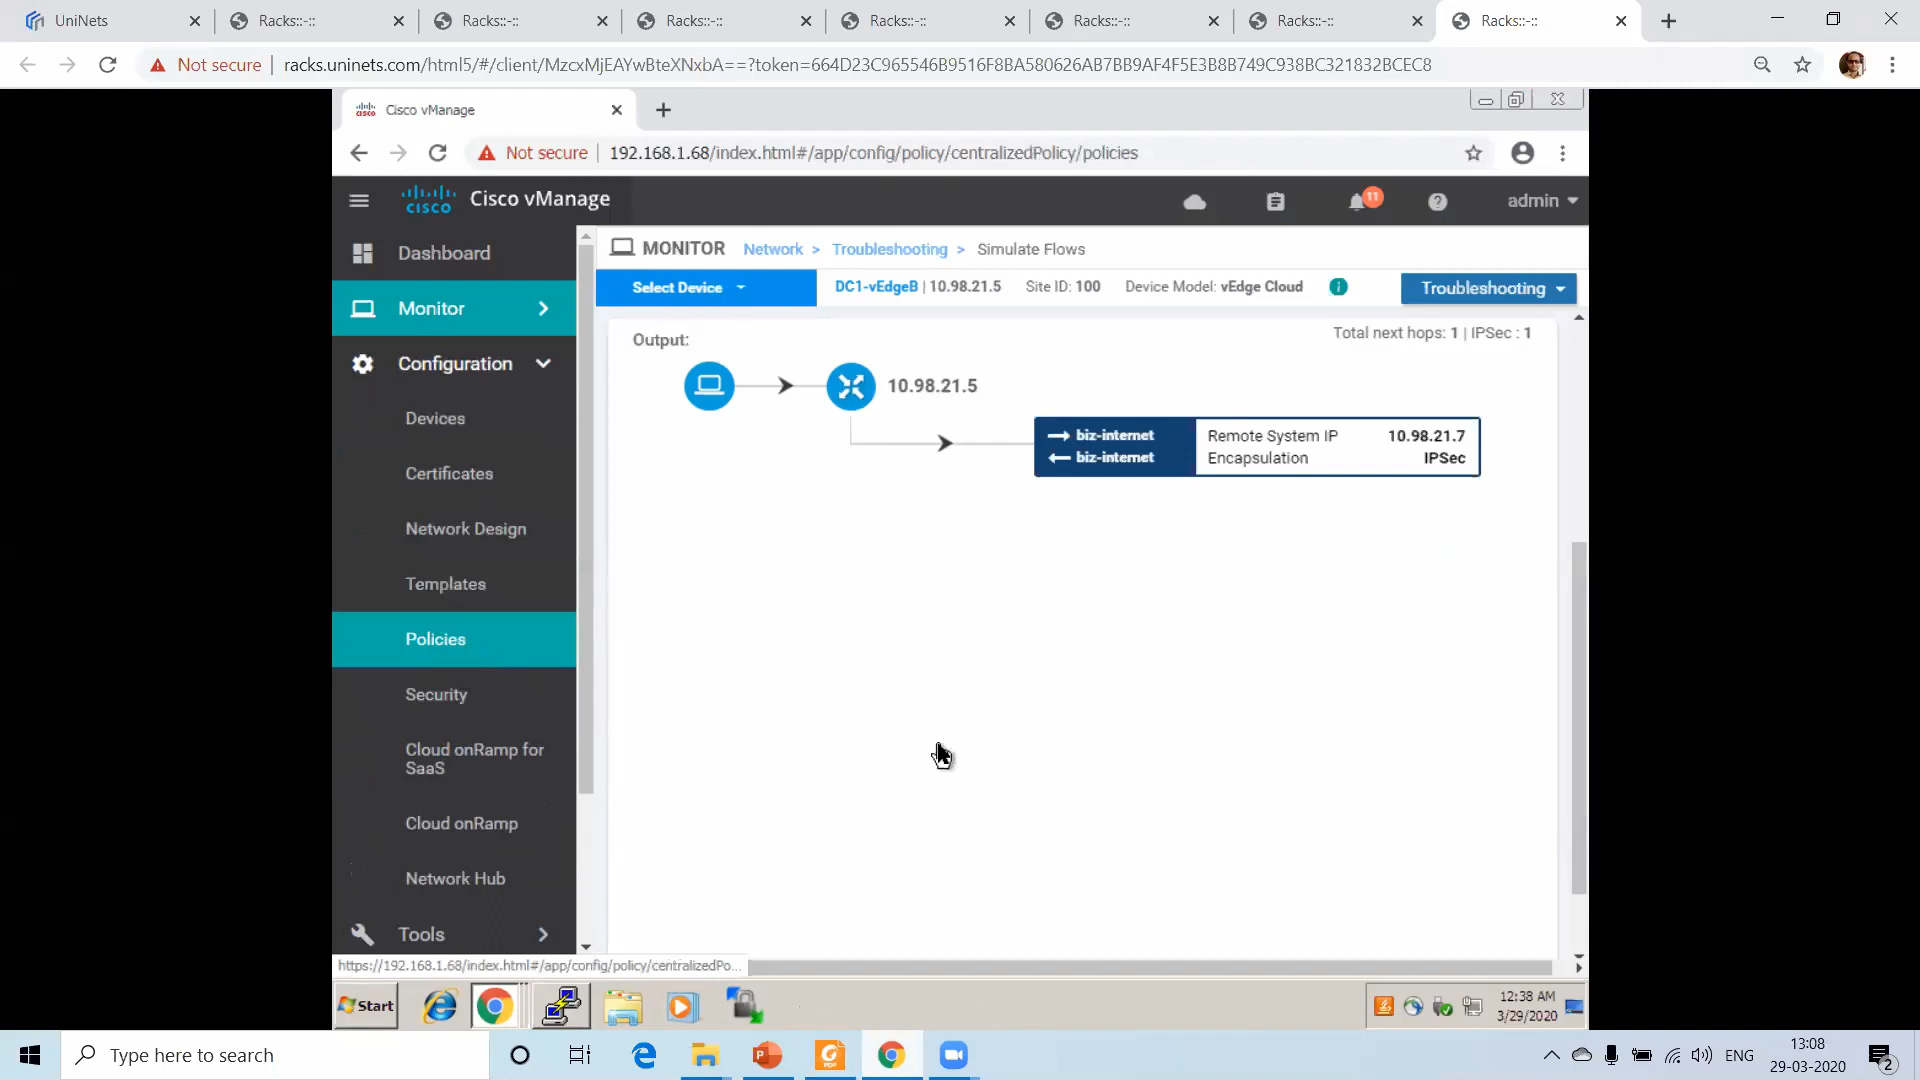 UniNets
Racks::-::
Racks::-::
Racks::-::
Racks::-::
Racks::-::
Racks::-::
Racks::-::
Not secure
racks.uninets.com/html5/#/client/MzcxMjEAYwBteXNxbA==?token=664D23C965546B9516F8BA580626AB7BB9AF4F5E3B8B749C938BC321832BCEC8
Cisco vManage
Not secure
192.168.1.68/index.html#/app/config/policy/centralizedPolicy/policies
cisco
Cisco vManage
11
admin
Dashboard
Monitor
Configuration
Devices
Certificates
Network Design
Templates
Policies
Security
Cloud onRamp for
SaaS
Cloud onRamp
Network Hub
Tools
MONITOR Network > Troubleshooting > Simulate Flows
Select Device
DC1-vEdgeB | 10.98.21.5 Site ID: 100 Device Model: vEdge Cloud
Troubleshooting
Output:
Total next hops: 1 | IPSec : 1
10.98.21.5
biz-internet
biz-internet
Remote System IP 10.98.21.7
Encapsulation IPSec
https://192.168.1.68/index.html#/app/config/policy/centralizedPo...
Start
12:38 AM
3/29/2020
Type here to search
ENG
13:08
29-03-2020
2